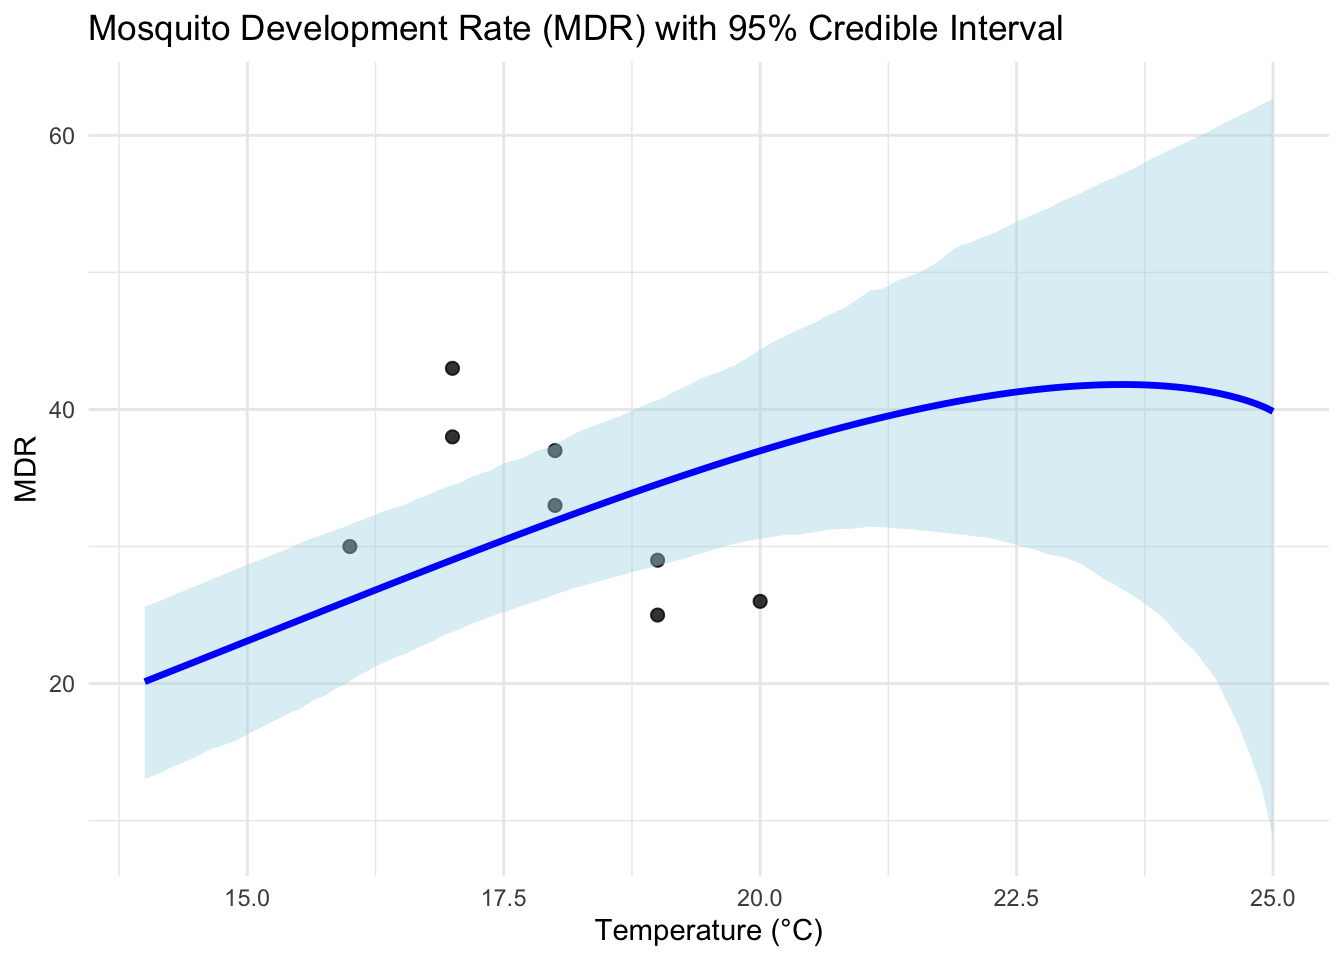 Mosquito Development Rate (MDR) with 95% Credible Interval
60
40
20
MDR
15.0 17.5 20.0 22.5 25.0
Temperature (°C)